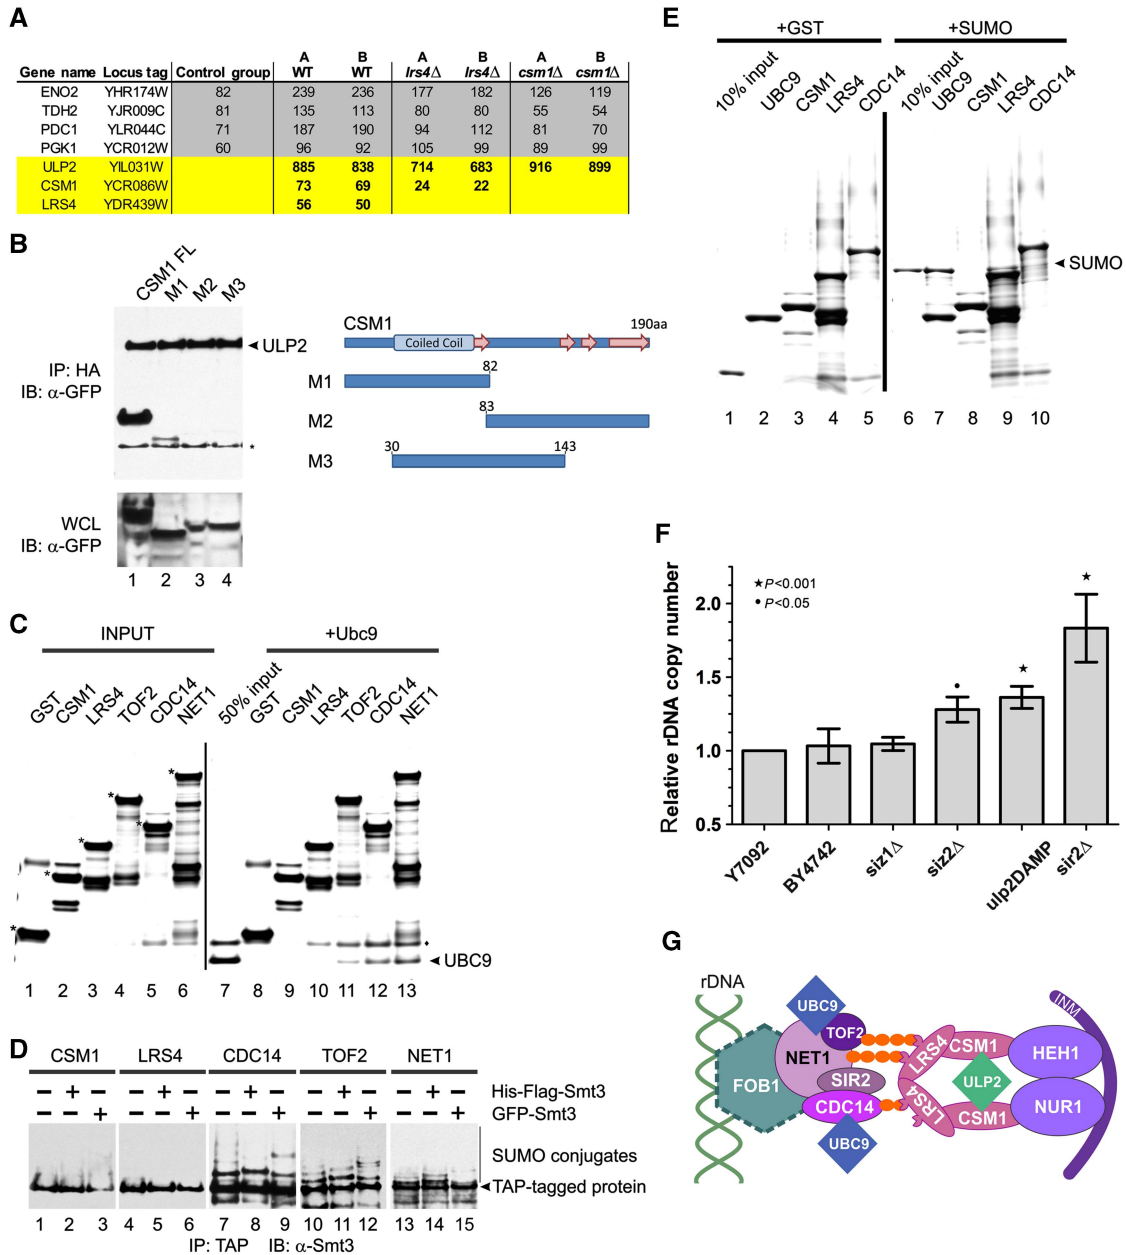 A
A B A B A B
Gene name Locus tag Control group WT WT lrs4Δ lrs4Δ csm1Δ csm1Δ
ENO2 YHR174W 82 239 236 177 182 126 119
TDH2 YJR009C 81 135 113 80 80 55 54
PDC1 YLR044C 71 187 190 94 112 81 70
PGK1 YCR012W 60 96 92 105 99 89 99
ULP2 YIL031W 885 838 714 683 916 899
CSM1 YCR086W 73 69 24 22
LRS4 YDR439W 56 50
B
CSM1 FL
M1
M2
M3
ULP2
IP: HA
IB: α-GFP
*
WCL
IB: α-GFP
1 2 3 4
CSM1
190aa
Coiled Coil
M1
82
M2
83
M3
30
143
C
INPUT
+Ubc9
GST
CSM1
LRS4
TOF2
CDC14
NET1
50% input
GST
CSM1
LRS4
TOF2
CDC14
NET1
*
*
*
*
*
*
UBC9
1 2 3 4 5 6 7 8 9 10 11 12 13
D
CSM1 LRS4 CDC14 TOF2 NET1
− + − − + − − + − − + − − + − His-Flag-Smt3
− − + − − + − − + − − + − − + GFP-Smt3
SUMO conjugates
TAP-tagged protein
1 2 3 4 5 6 7 8 9 10 11 12 13 14 15
IP: TAP IB: α-Smt3
E
+GST
+SUMO
10% input
UBC9
CSM1
LRS4
CDC14
10% input
UBC9
CSM1
LRS4
CDC14
SUMO
1 2 3 4 5 6 7 8 9 10
F
Relative rDNA copy number
2.0
1.5
1.0
0.5
★P<0.001
•P<0.05
•
★
★
Y7092
BY4742
siz1Δ
siz2Δ
ulp2DAMP
sir2Δ
G
rDNA
UBC9
TOF2
NET1
FOB1
SIR2
CDC14
UBC9
LRS4
CSM1
LRS4
CSM1
ULP2
HEH1
NUR1
INM